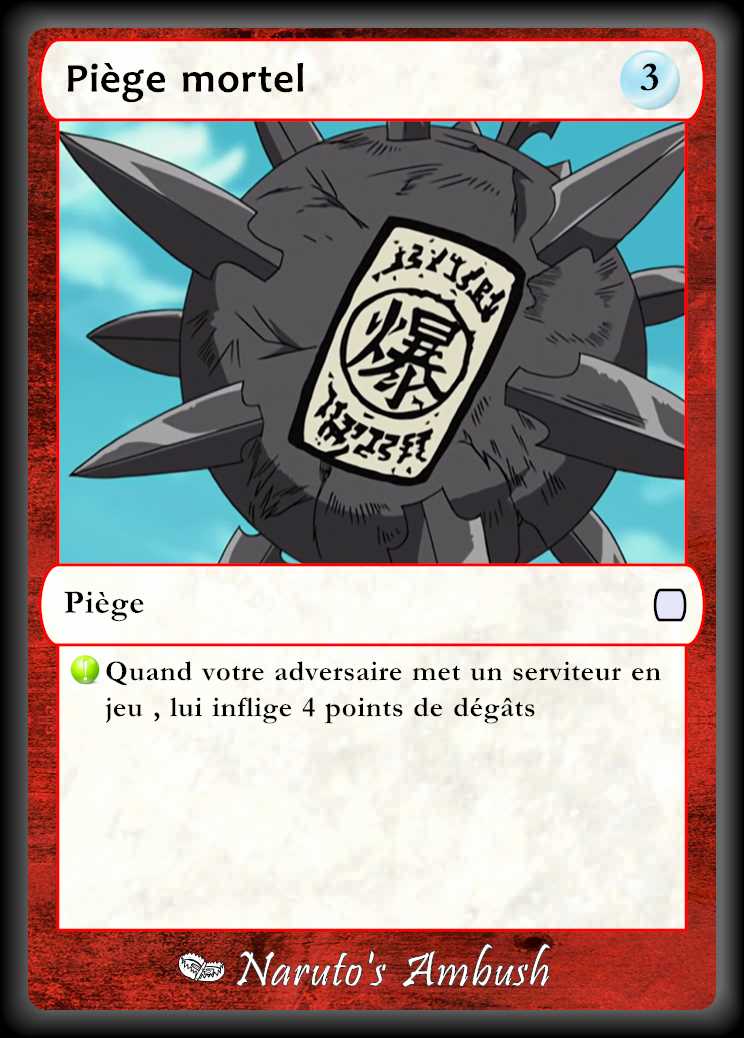 Piège mortel
3
爆
Piège
Quand votre adversaire met un serviteur en
jeu , lui inflige 4 points de dégâts
Naruto's Ambush